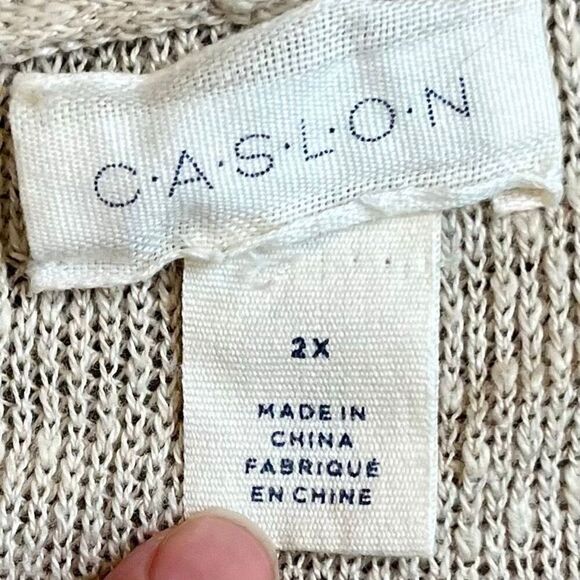 C·A·S·L·O·N
2X
MADE IN
CHINA
FABRIQUÉ
EN CHINE